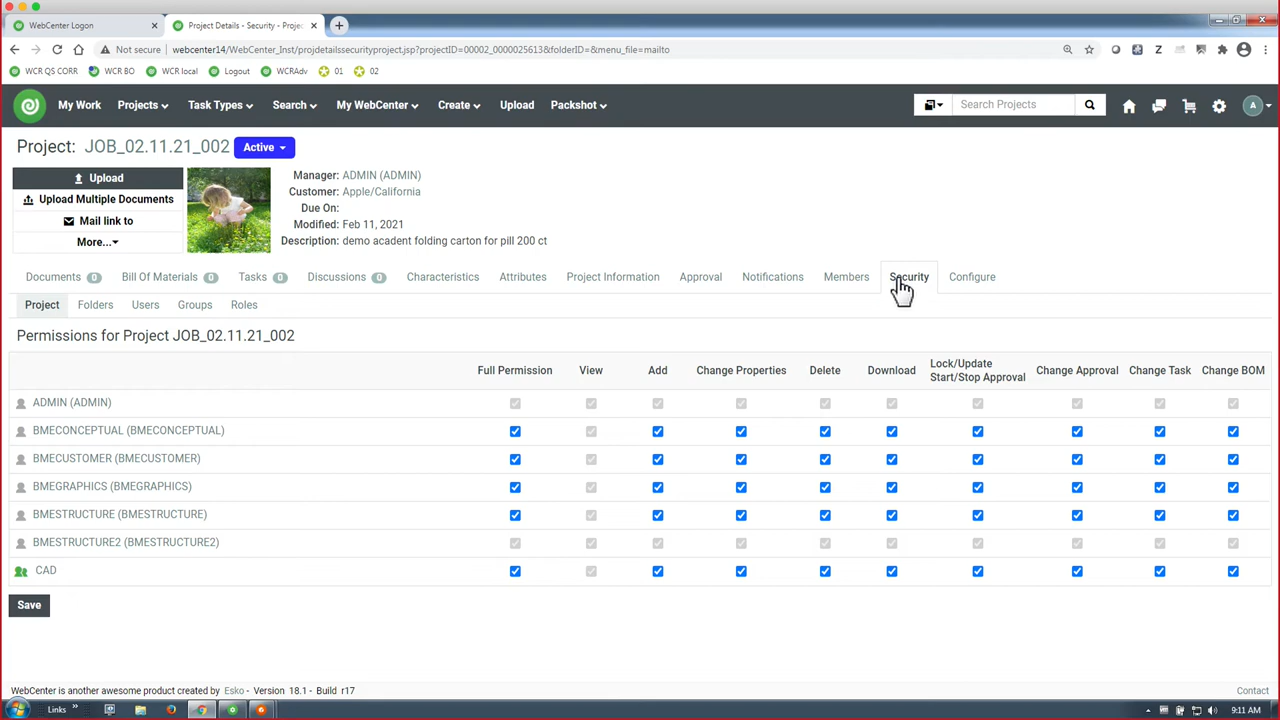 WebCenter Logon
Project Details - Security - Projec
Not secure
webcenter14/WebCenter_Inst/projdetailssecurityproject.jsp?projectID=00002_0000025613&folderID=&menu_file=mailto
WCR QS CORR
WCR BO
WCR local
Logout
WCRAdv
01
02
My Work
Projects
Task Types
Search
My WebCenter
Create
Upload
Packshot
Search Projects
A
Project: JOB_02.11.21_002
Active
Upload
Upload Multiple Documents
Mail link to
More...
Manager: ADMIN (ADMIN)
Customer: Apple/California
Due On:
Modified: Feb 11, 2021
Description: demo acadent folding carton for pill 200 ct
Documents 0
Bill Of Materials 0
Tasks 0
Discussions 0
Characteristics
Attributes
Project Information
Approval
Notifications
Members
Security
Configure
Project
Folders
Users
Groups
Roles
Permissions for Project JOB_02.11.21_002
Full Permission
View
Add
Change Properties
Delete
Download
Lock/Update
Start/Stop Approval
Change Approval
Change Task
Change BOM
ADMIN (ADMIN)
BMECONCEPTUAL (BMECONCEPTUAL)
BMECUSTOMER (BMECUSTOMER)
BMEGRAPHICS (BMEGRAPHICS)
BMESTRUCTURE (BMESTRUCTURE)
BMESTRUCTURE2 (BMESTRUCTURE2)
CAD
Save
WebCenter is another awesome product created by Esko - Version 18.1 - Build r17
Contact
Links
9:11 AM